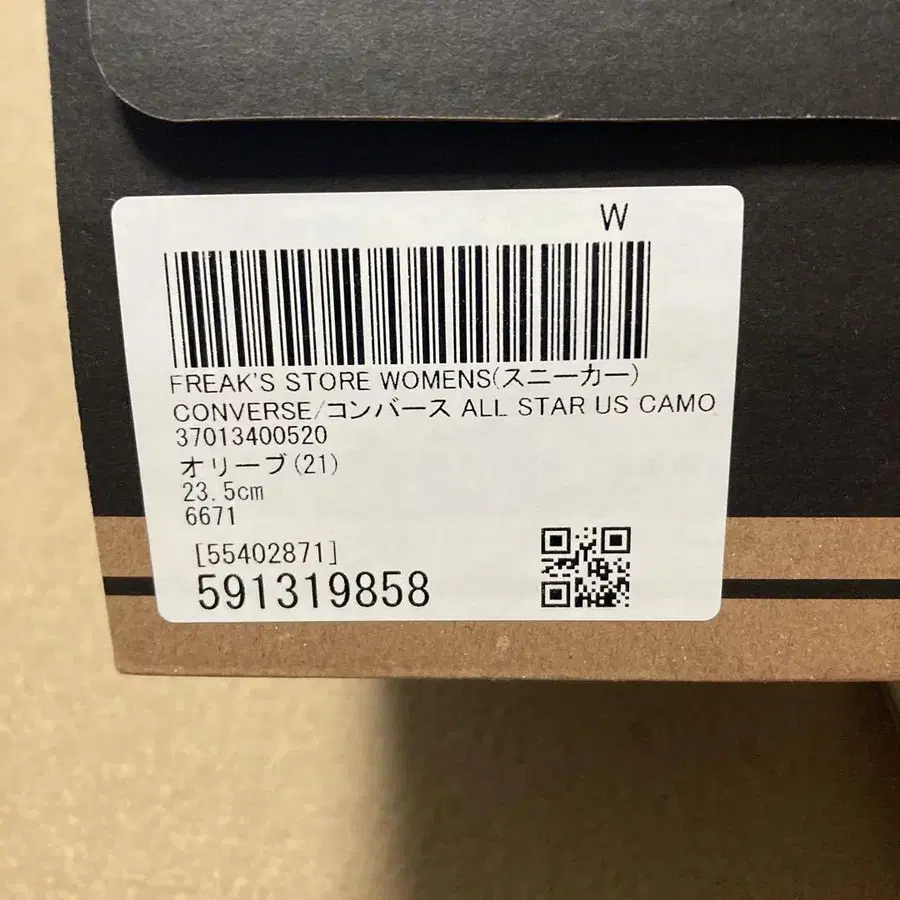 W
FREAK'S STORE WOMENS(スニーカー)
CONVERSE/コンバース ALL STAR US CAMO
37013400520
オリーブ(21)
23.5cm
6671
[55402871]
591319858